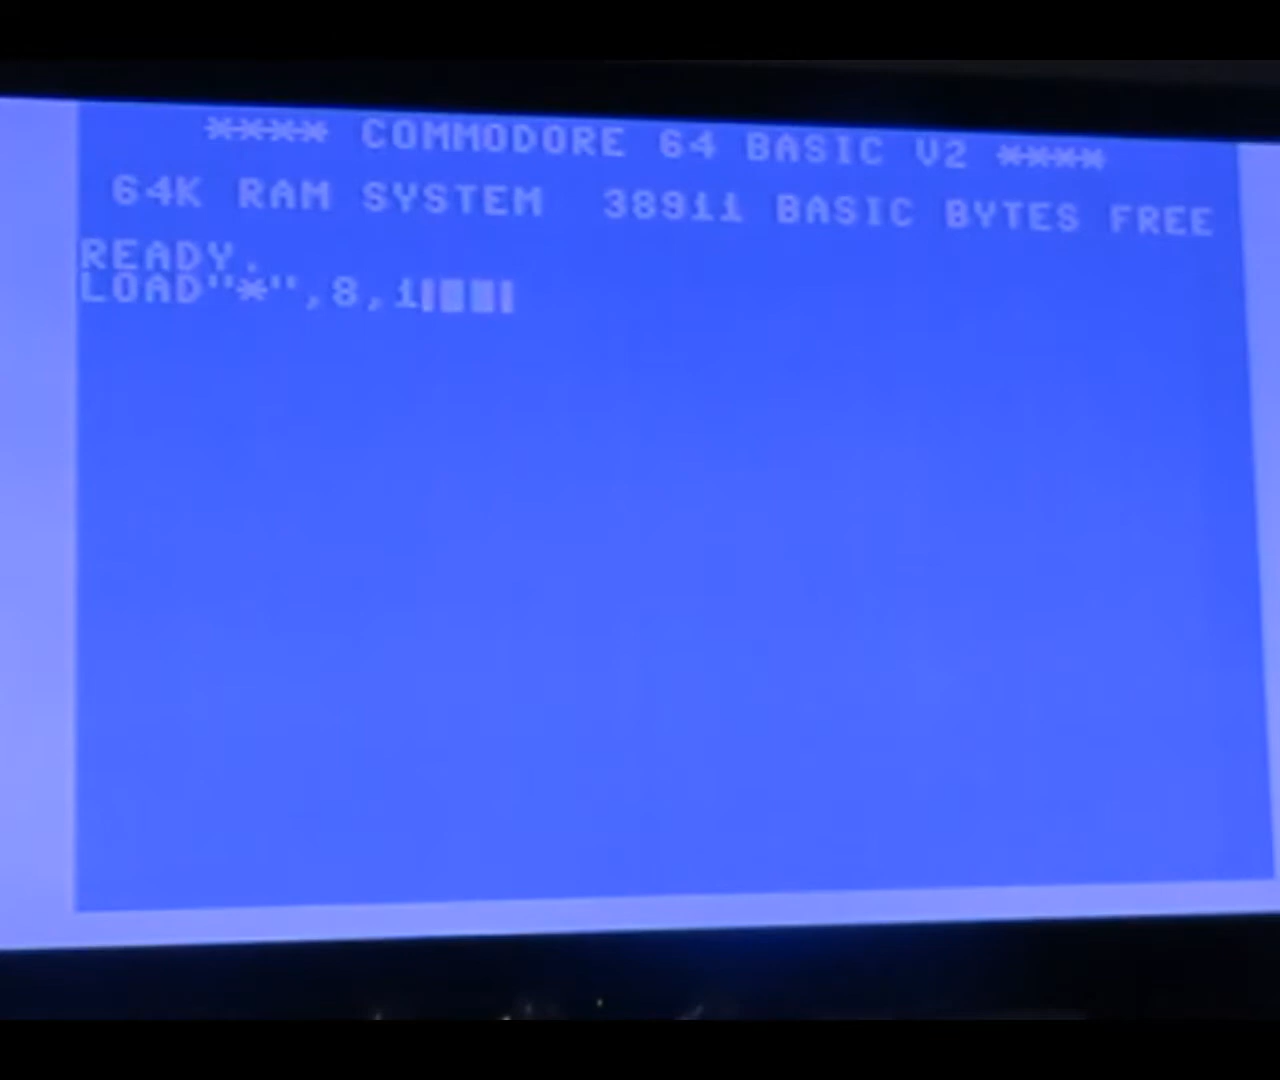 **** COMMODORE 64 BASIC V2 ****
64K RAM SYSTEM 38911 BASIC BYTES FREE
READY.
LOAD"*",8,1